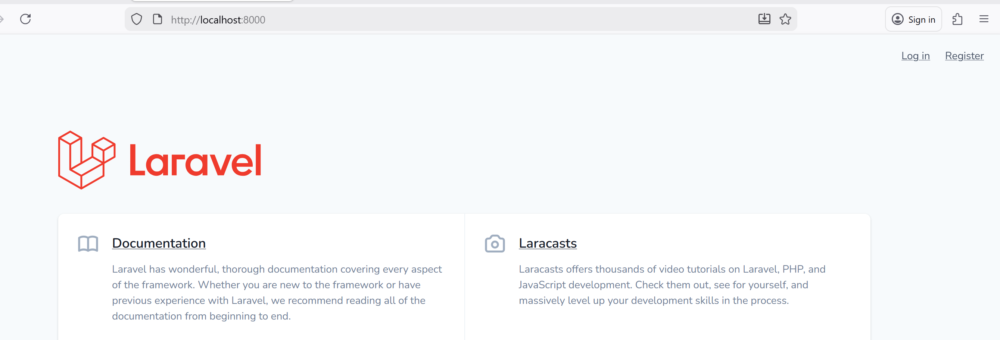 http://localhost:8000
Sign in
Log in Register
Laravel
Documentation
Laravel has wonderful, thorough documentation covering every aspect
of the framework. Whether you are new to the framework or have
previous experience with Laravel, we recommend reading all of the
documentation from beginning to end.
Laracasts
Laracasts offers thousands of video tutorials on Laravel, PHP, and
JavaScript development. Check them out, see for yourself, and
massively level up your development skills in the process.